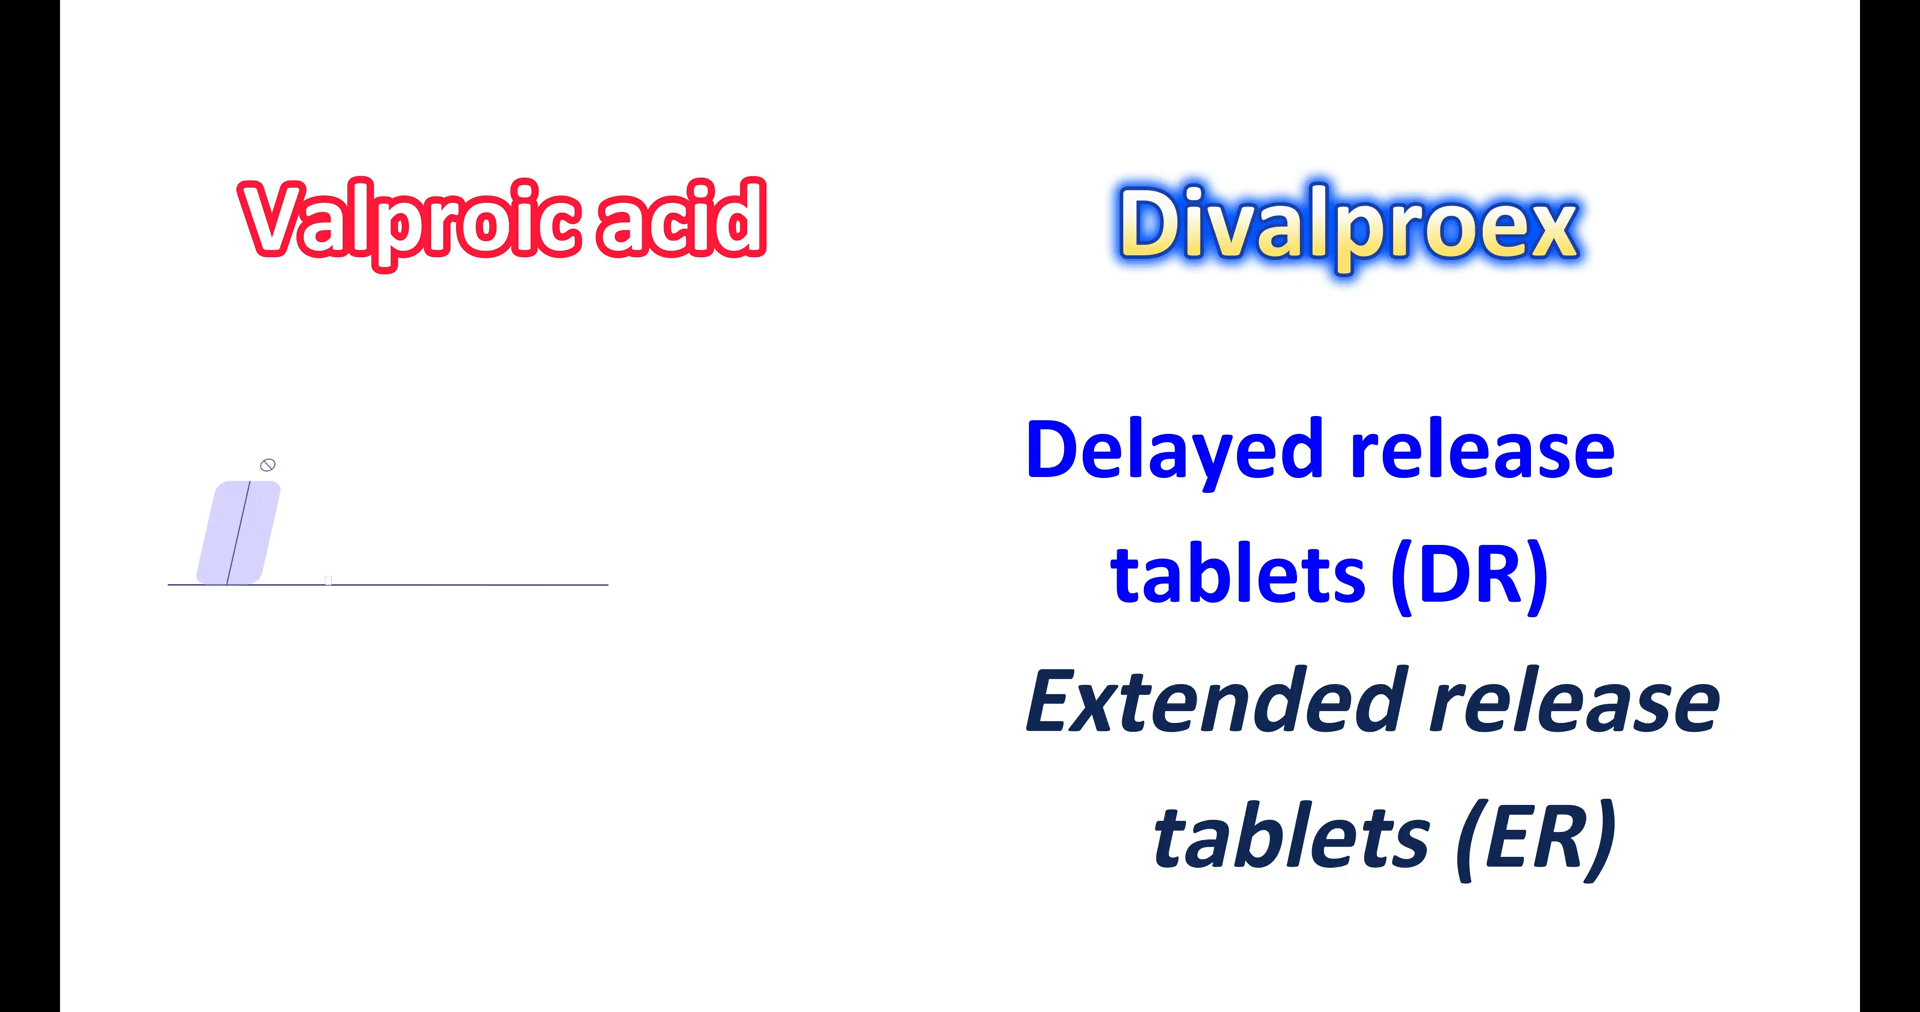 Valproic acid
Divalproex
Delayed release
tablets (DR)
Extended release
tablets (ER)